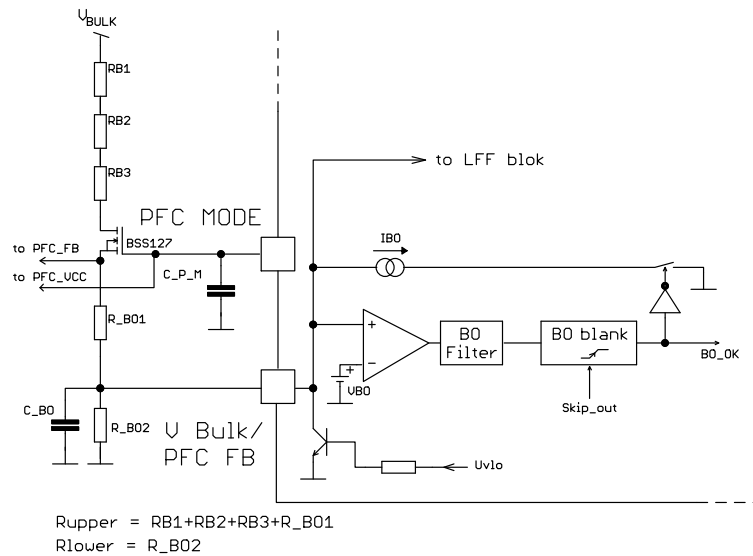 VBULK
RB1
RB2
RB3
to LFF blok
PFC MODE
IBO
BSS127
to PFC_FB
to PFC_VCC
C_P_M
R_BO1
+
−
BO
Filter
BO blank
BO_OK
+
VBO
Skip_out
C_BO
R_BO2
V Bulk/
PFC FB
Uvlo
Rupper = RB1+RB2+RB3+R_BO1
Rlower = R_BO2